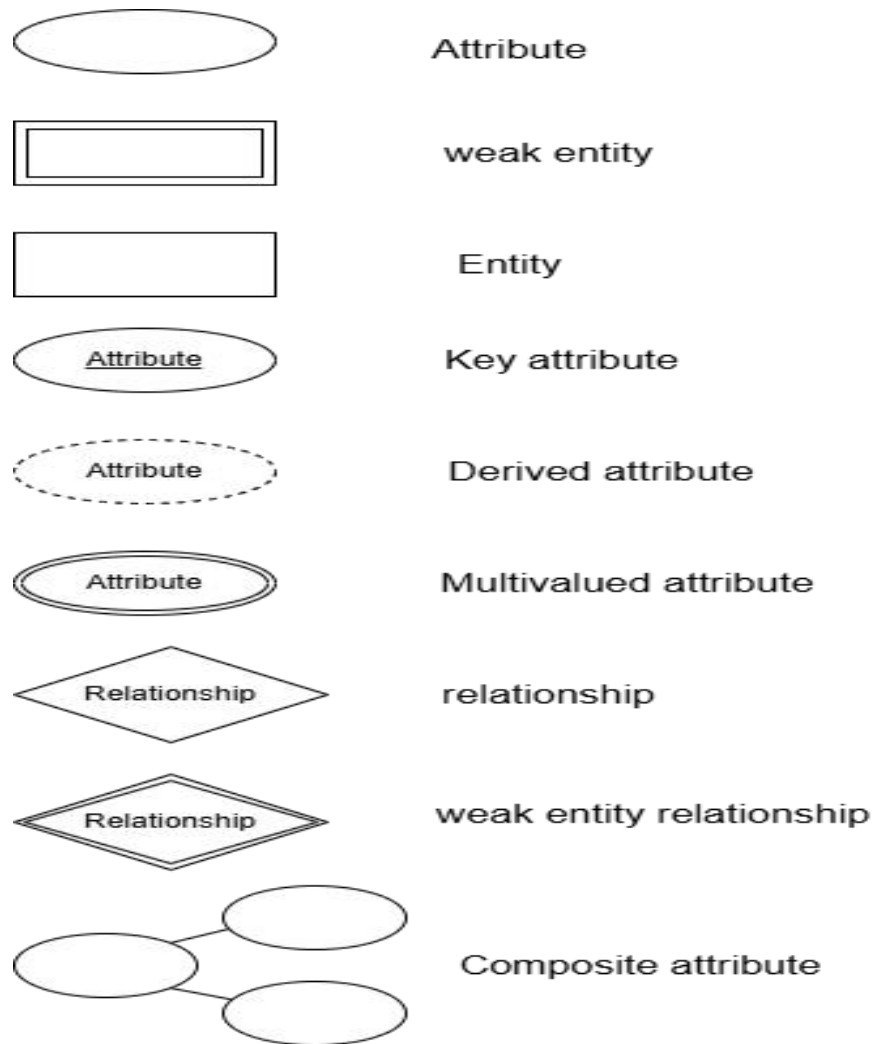 Attribute
weak entity
Entity
Attribute Key attribute
Attribute Derived attribute
Attribute Multivalued attribute
Relationship relationship
Relationship weak entity relationship
Composite attribute